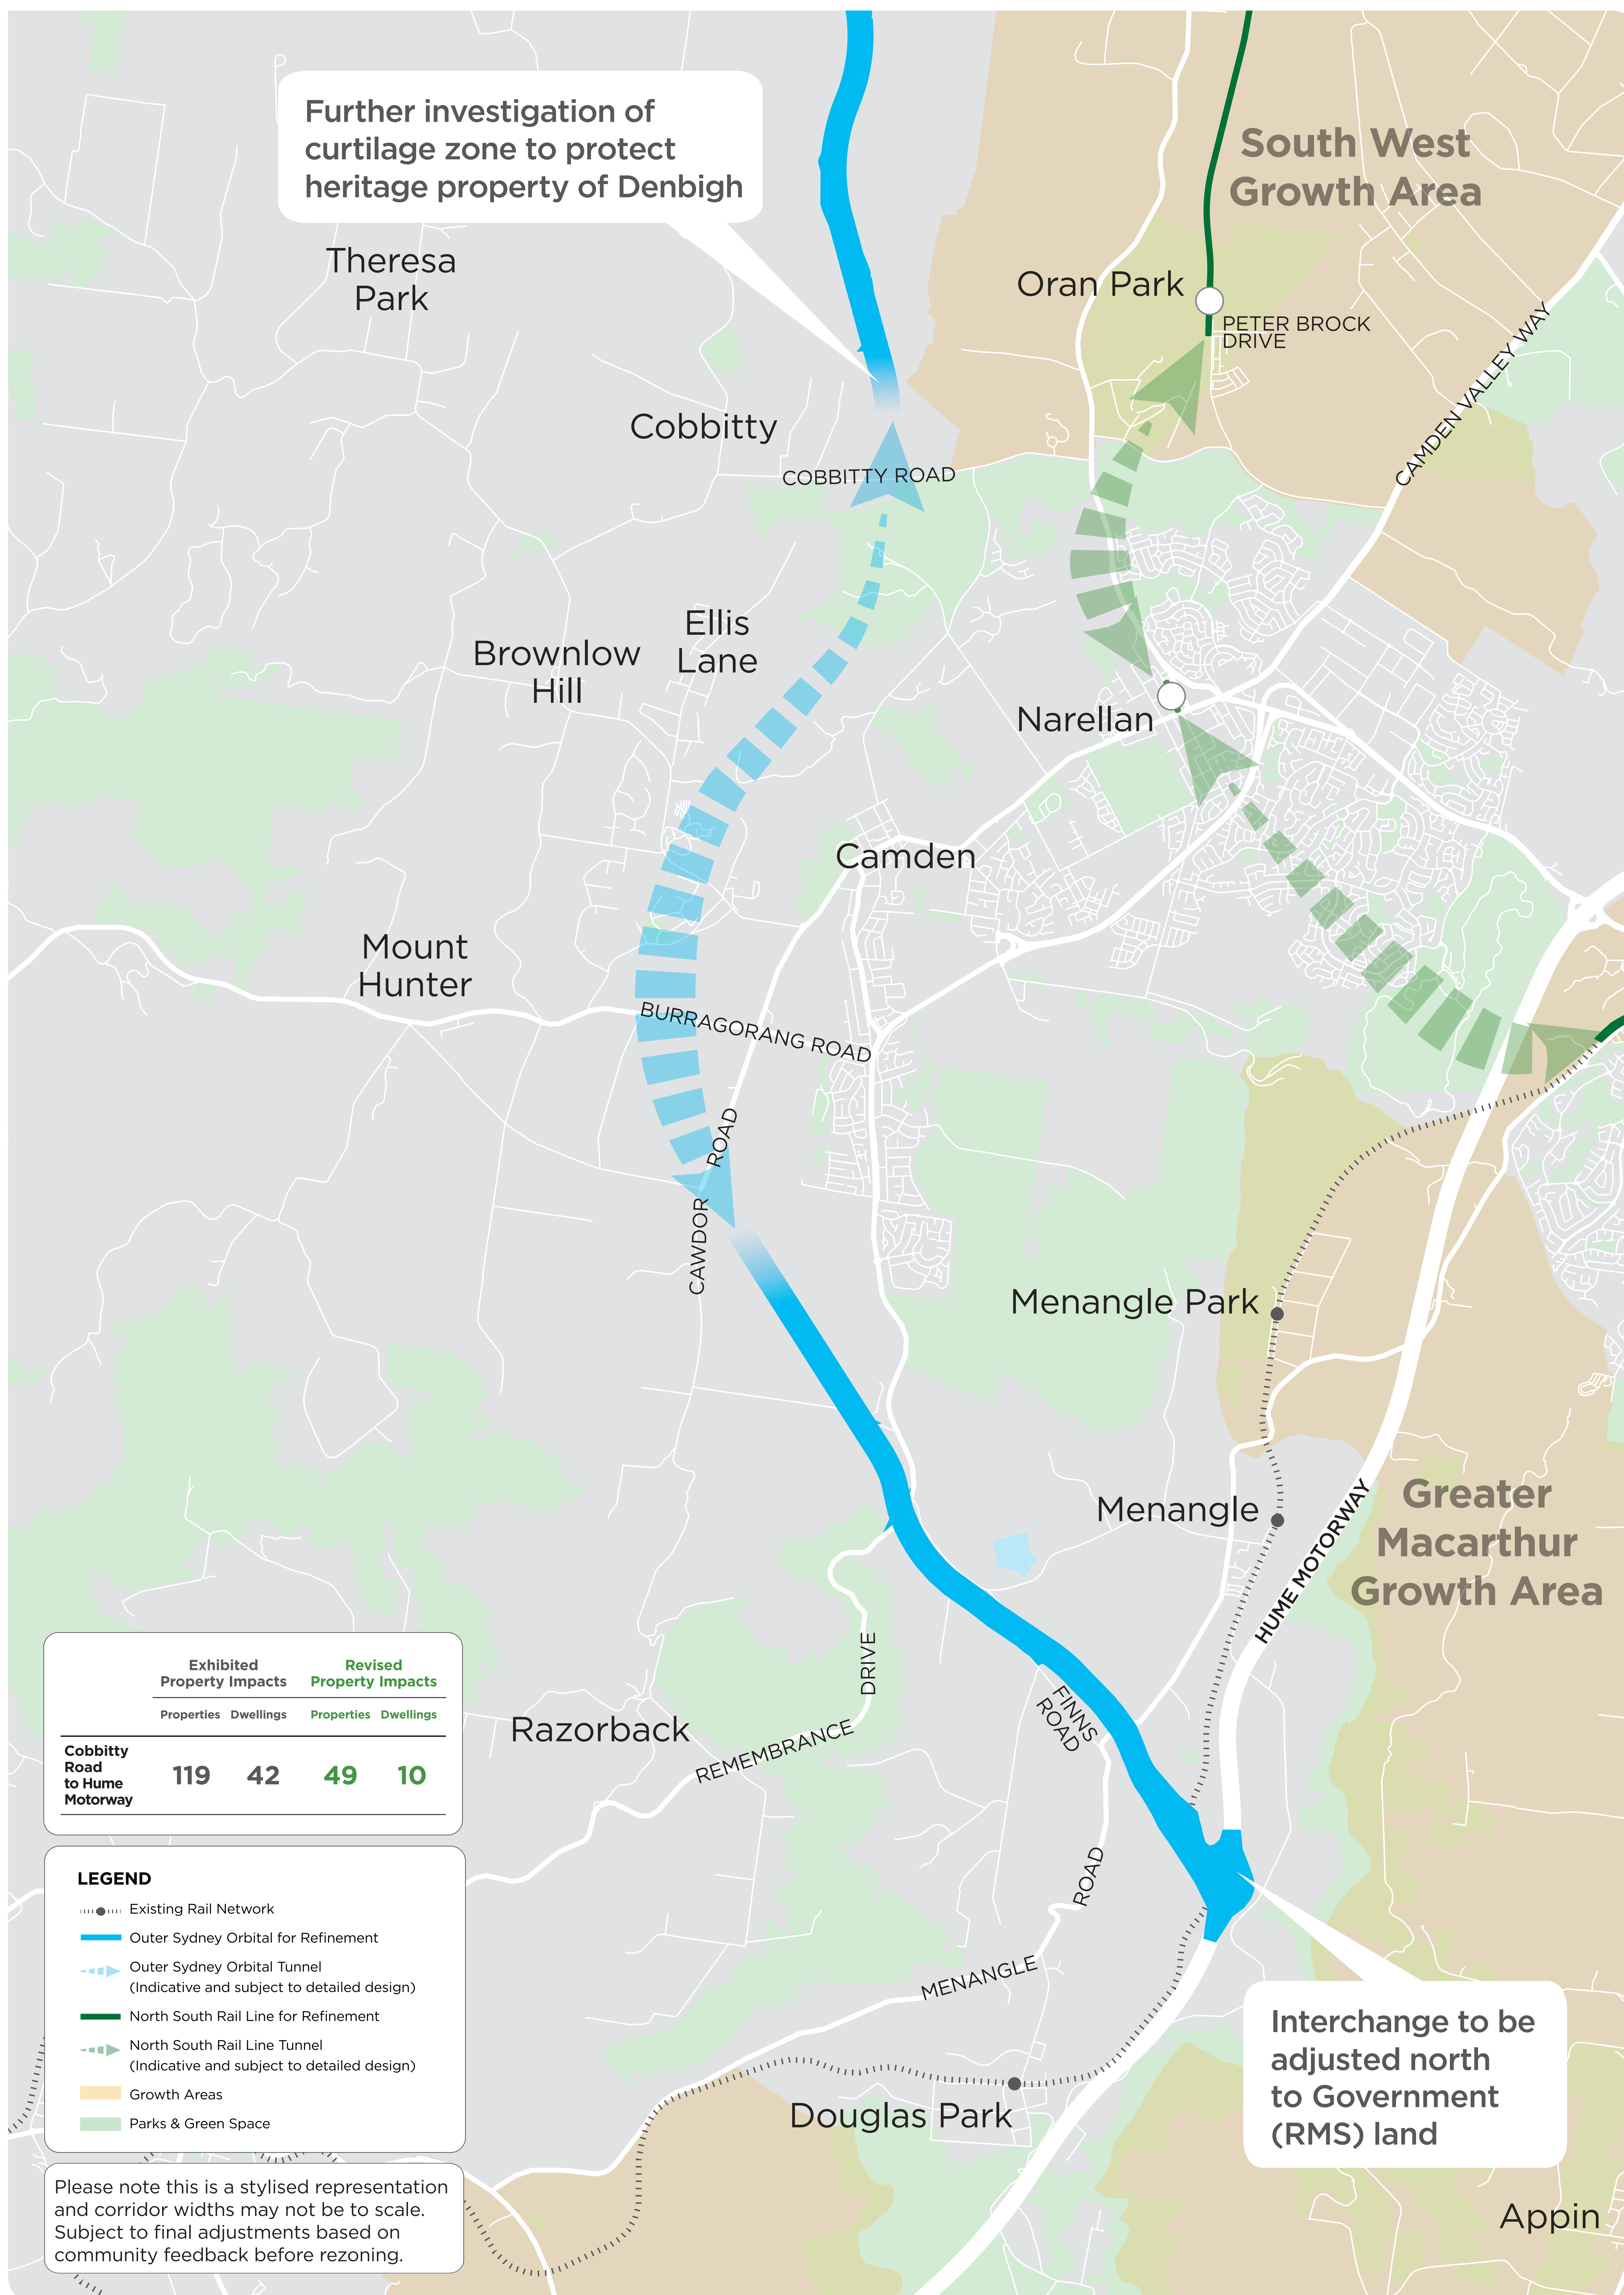 Further investigation of
curtilage zone to protect
heritage property of Denbigh
South West
Growth Area
Theresa
Park
Oran Park
PETER BROCK
DRIVE
CAMDEN VALLEY WAY
Cobbitty
COBBITTY ROAD
Ellis
Lane
Brownlow
Hill
Narellan
Camden
Mount
Hunter
BURRAGORANG ROAD
CAWDOR ROAD
Menangle Park
Menangle
HUME MOTORWAY
Greater
Macarthur
Growth Area
FINNS
ROAD
Razorback
REMEMBRANCE DRIVE
MENANGLE ROAD
Douglas Park
Appin
Interchange to be
adjusted north
to Government
(RMS) land
Exhibited
Property Impacts
Revised
Property Impacts
Properties Dwellings Properties Dwellings
Cobbitty
Road
to Hume
Motorway
119 42 49 10
LEGEND
Existing Rail Network
Outer Sydney Orbital for Refinement
Outer Sydney Orbital Tunnel
(Indicative and subject to detailed design)
North South Rail Line for Refinement
North South Rail Line Tunnel
(Indicative and subject to detailed design)
Growth Areas
Parks & Green Space
Please note this is a stylised representation
and corridor widths may not be to scale.
Subject to final adjustments based on
community feedback before rezoning.